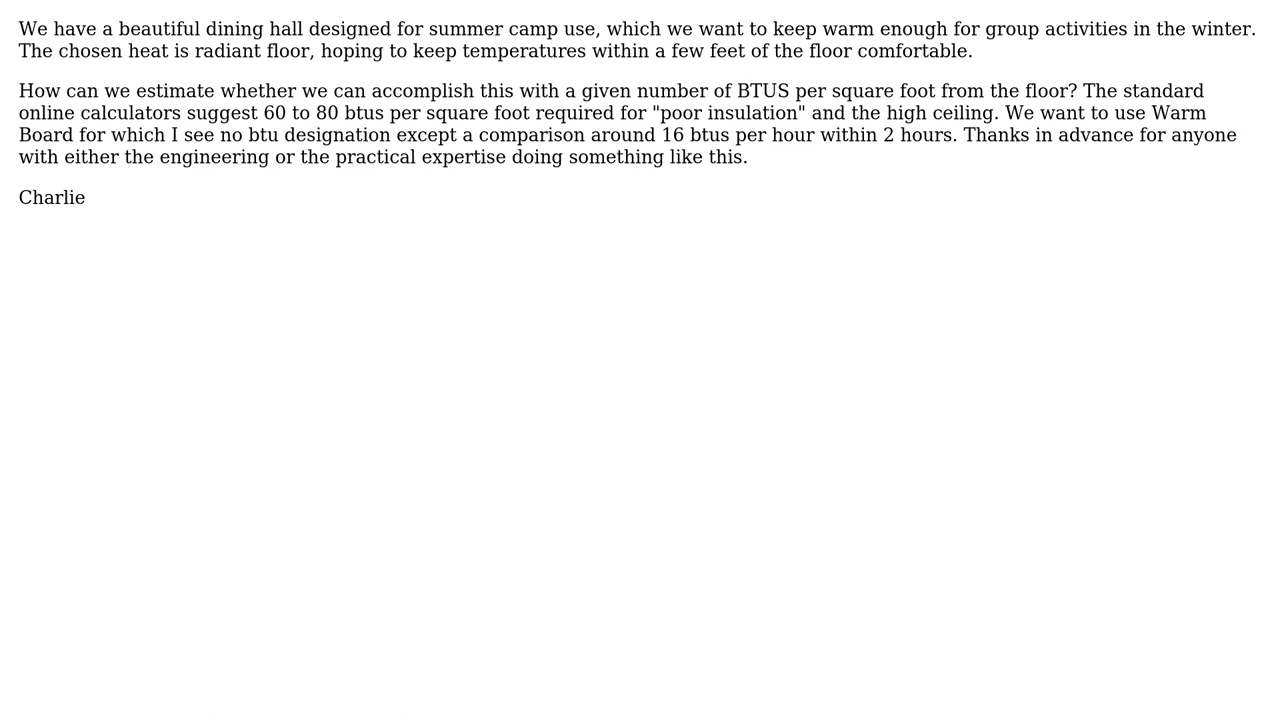 We have a beautiful dining hall designed for summer camp use, which we want to keep warm enough for group activities in the winter.
The chosen heat is radiant floor, hoping to keep temperatures within a few feet of the floor comfortable.
How can we estimate whether we can accomplish this with a given number of BTUS per square foot from the floor? The standard
online calculators suggest 60 to 80 btus per square foot required for "poor insulation" and the high ceiling. We want to use Warm
Board for which I see no btu designation except a comparison around 16 btus per hour within 2 hours. Thanks in advance for anyone
with either the engineering or the practical expertise doing something like this.
Charlie